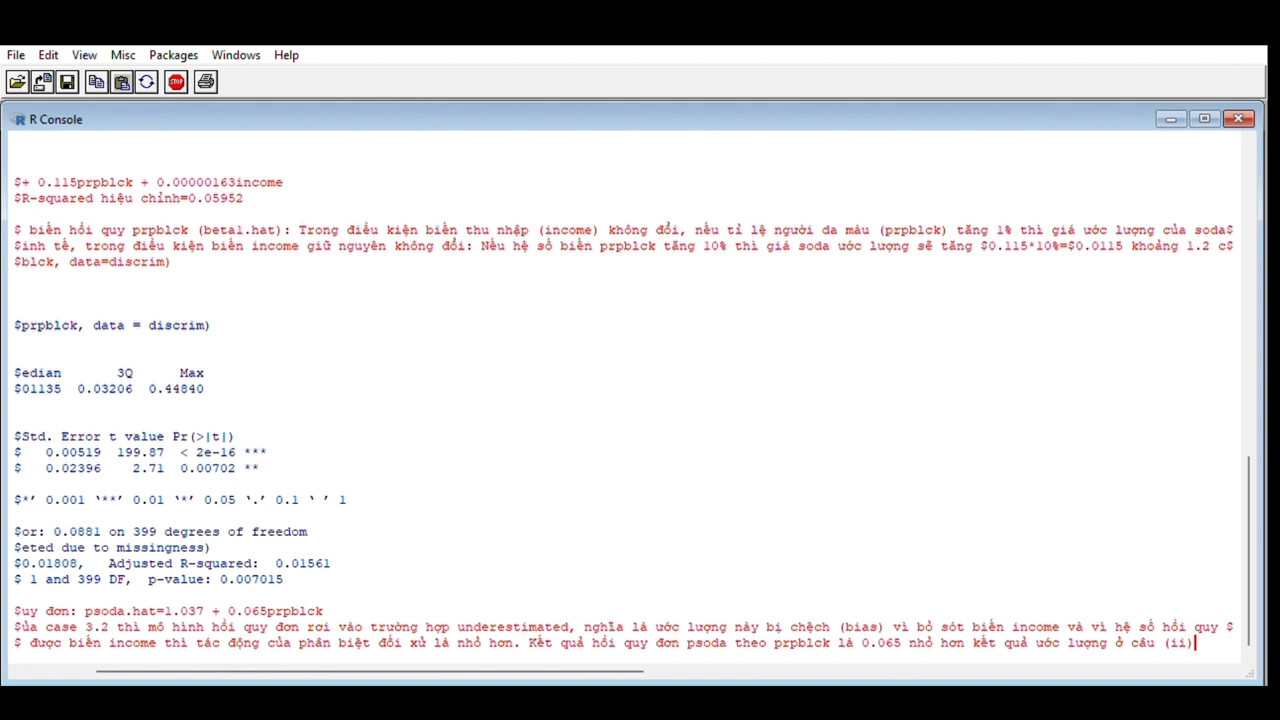 File Edit View Misc Packages Windows Help
STOP
R Console
$+ 0.115prpblck + 0.00000163income
$R-squared hiệu chỉnh=0.05952
$ biến hồi quy prpblck (beta1.hat): Trong điều kiện biến thu nhập (income) không đổi, nếu tỉ lệ người da màu (prpblck) tăng 1% thì giá ước lượng của soda$
$inh tế, trong điều kiện biến income giữ nguyên không đổi: Nếu hệ số biến prpblck tăng 10% thì giá soda ước lượng sẽ tăng $0.115*10%=$0.0115 khoảng 1.2 c$
$blck, data=discrim)
$prpblck, data = discrim)
$edian 3Q Max
$01135 0.03206 0.44840
$Std. Error t value Pr(>|t|)
$ 0.00519 199.87 < 2e-16 ***
$ 0.02396 2.71 0.00702 **
$*’ 0.001 ‘**’ 0.01 ‘*’ 0.05 ‘.’ 0.1 ‘ ’ 1
$or: 0.0881 on 399 degrees of freedom
$eted due to missingness)
$0.01808, Adjusted R-squared: 0.01561
$ 1 and 399 DF, p-value: 0.007015
$uy đơn: psoda.hat=1.037 + 0.065prpblck
$ủa case 3.2 thì mô hình hồi quy đơn rơi vào trường hợp underestimated, nghĩa là ước lượng này bị chệch (bias) vì bỏ sót biến income và vì hệ số hồi quy $
$ được biến income thì tác động của phân biệt đối xử là nhỏ hơn. Kết quả hồi quy đơn psoda theo prpblck là 0.065 nhỏ hơn kết quả ước lượng ở câu (ii)